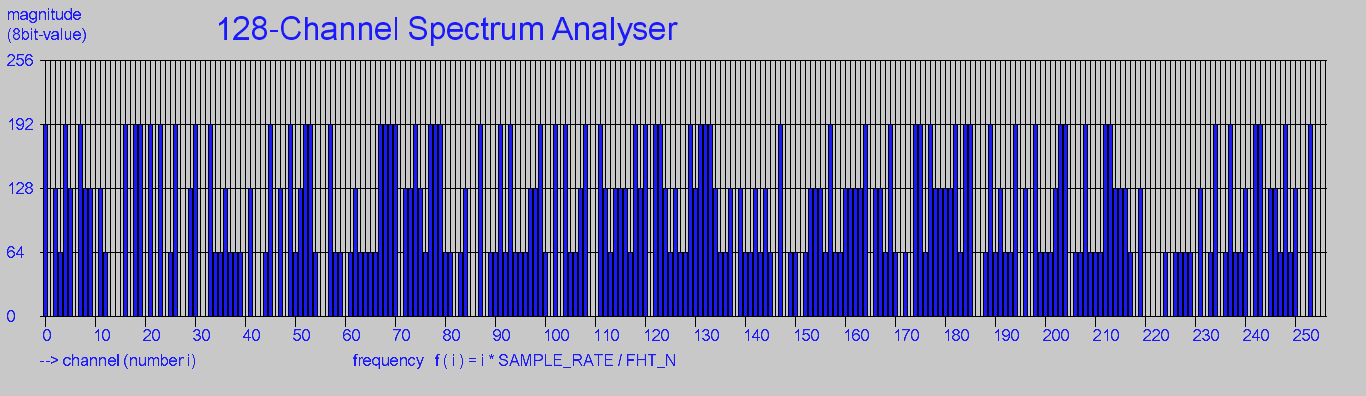 magnitude
(8bit-value)
128-Channel Spectrum Analyser
256
192
128
64
0
0 10 20 30 40 50 60 70 80 90 100 110 120 130 140 150 160 170 180 190 200 210 220 230 240 250
--> channel (number i)
frequency f ( i ) = i * SAMPLE_RATE / FHT_N